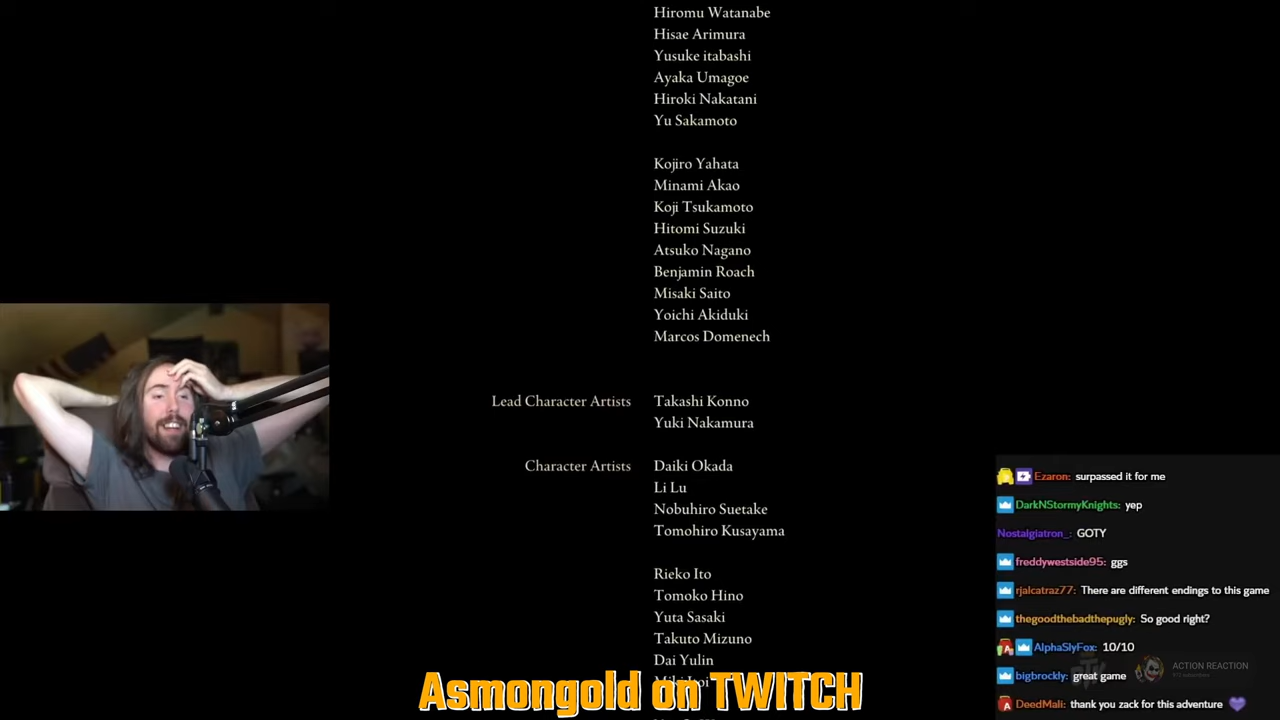 Hiromu Watanabe
Hisae Arimura
Yusuke itabashi
Ayaka Umagoe
Hiroki Nakatani
Yu Sakamoto
Kojiro Yahata
Minami Akao
Koji Tsukamoto
Hitomi Suzuki
Atsuko Nagano
Benjamin Roach
Misaki Saito
Yoichi Akiduki
Marcos Domenech
Lead Character Artists Takashi Konno
Yuki Nakamura
Character Artists Daiki Okada
Li Lu
Nobuhiro Suetake
Tomohiro Kusayama
Rieko Ito
Tomoko Hino
Yuta Sasaki
Takuto Mizuno
Dai Yulin
Asmongold on TWITCH
Ezaron: surpassed it for me
DarkNStormyKnights: yep
Nostalgiatron_: GOTY
freddywestside95: ggs
rjalcatraz77: There are different endings to this game
thegoodthebadthepugly: So good right?
AlphaSlyFox: 10/10
ACTION REACTION
bigbrockly: great game
DeedMali: thank you zack for this adventure